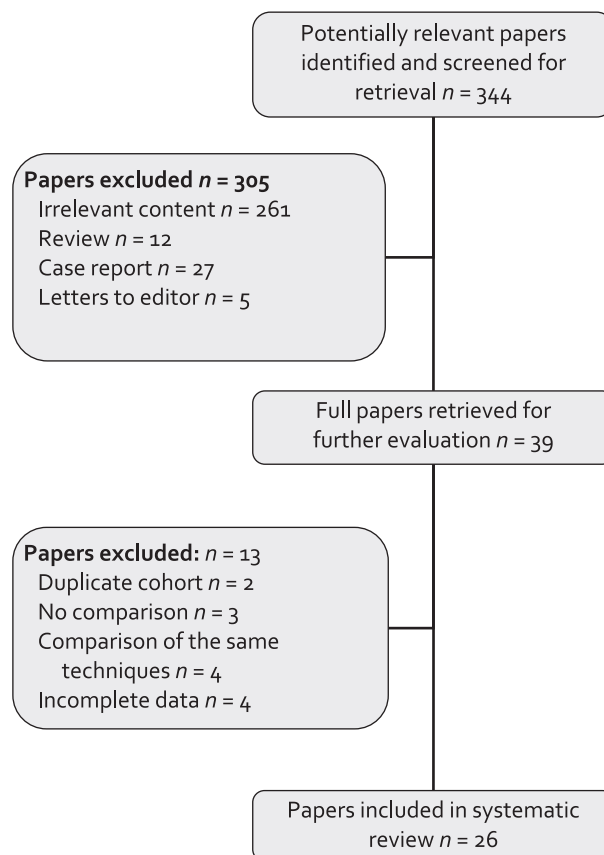 Potentially relevant papers
identified and screened for
retrieval n = 344
Papers excluded n = 305
Irrelevant content n = 261
Review n = 12
Case report n = 27
Letters to editor n = 5
Full papers retrieved for
further evaluation n = 39
Papers excluded: n = 13
Duplicate cohort n = 2
No comparison n = 3
Comparison of the same
techniques n = 4
Incomplete data n = 4
Papers included in systematic
review n = 26